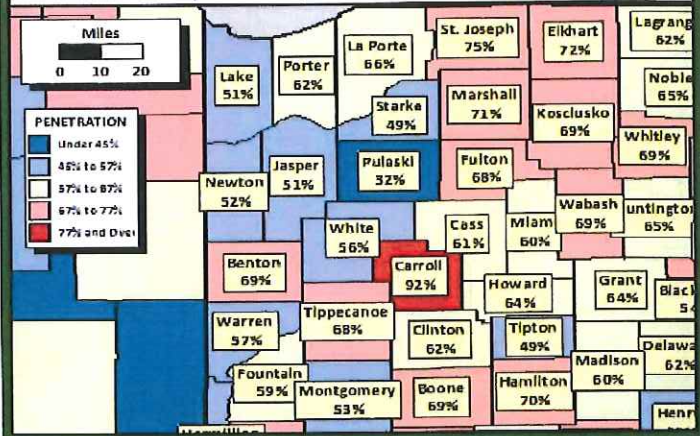 Miles
0 10 20
PENETRATION
Under 45%
45% to 57%
57% to 67%
67% to 77%
77% and Over
Lake
51%
Porter
62%
La Porte
66%
St. Joseph
75%
Elkhart
72%
Lagrang
62%
Starke
49%
Marshall
71%
Kosciusko
69%
Noble
65%
Whitley
69%
Newton
52%
Jasper
51%
Pulaski
32%
Fulton
68%
White
56%
Cass
61%
Miami
60%
Wabash
69%
untington
65%
Benton
69%
Carroll
92%
Howard
64%
Grant
64%
Black
54
Warren
57%
Tippecanoe
68%
Clinton
62%
Tipton
49%
Madison
60%
Delawa
62%
Fountain
59%
Montgomery
53%
Boone
69%
Hamilton
70%
Henr